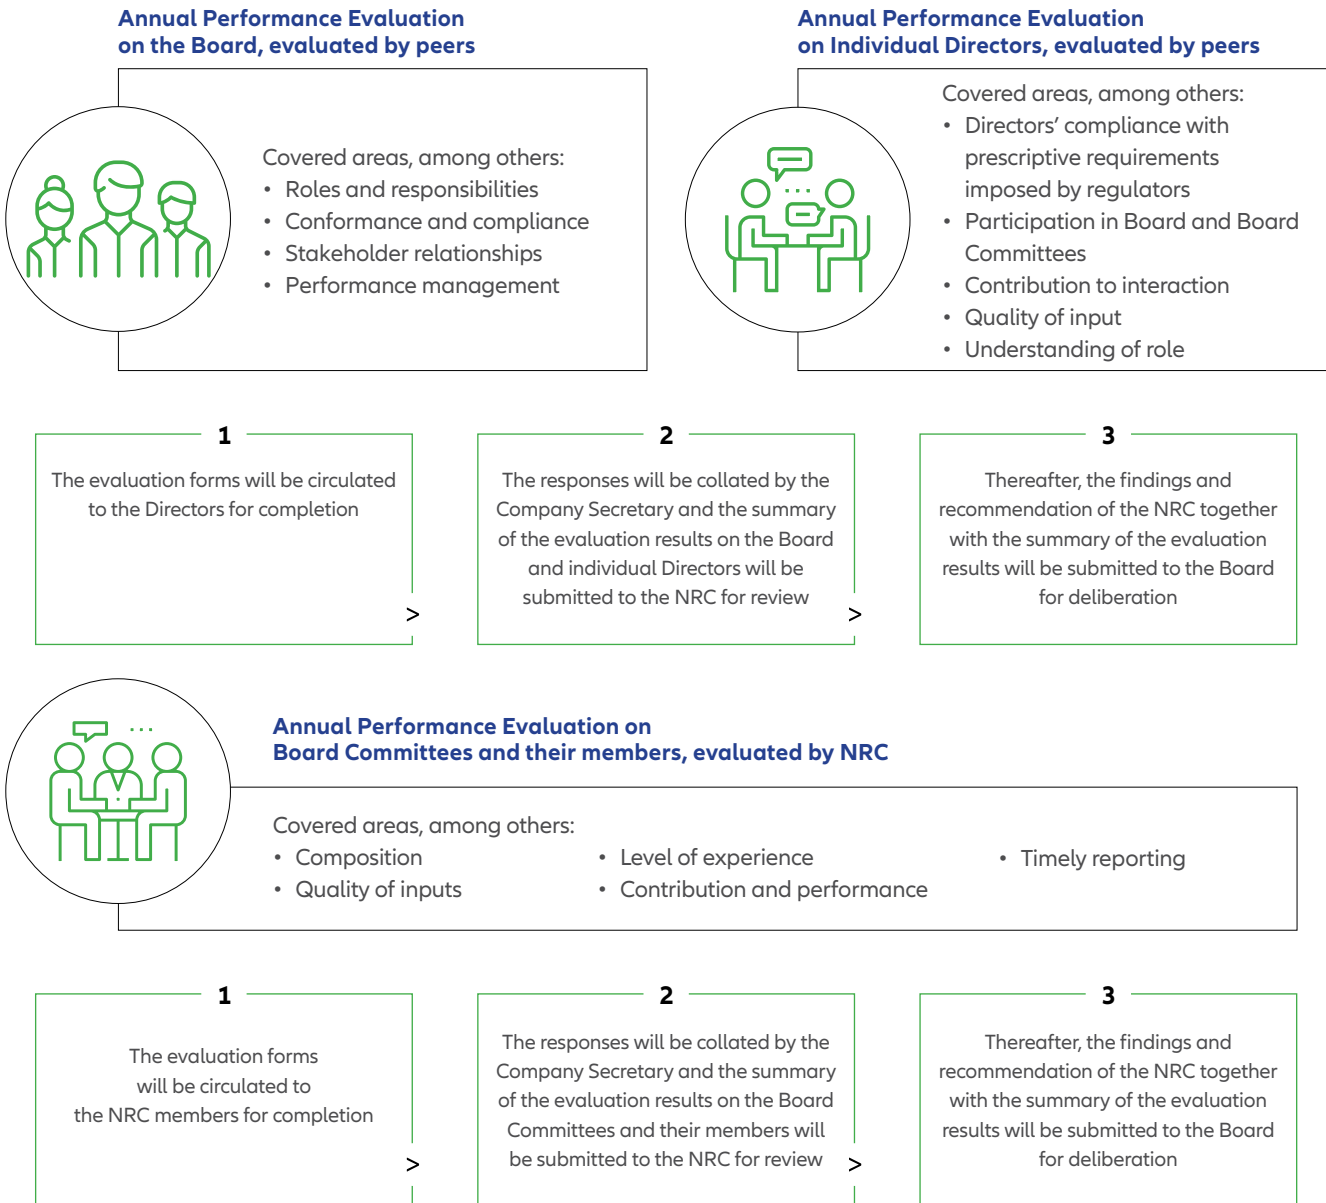 Annual Performance Evaluation
on the Board, evaluated by peers
Covered areas, among others:
• Roles and responsibilities
• Conformance and compliance
• Stakeholder relationships
• Performance management
Annual Performance Evaluation
on Individual Directors, evaluated by peers
Covered areas, among others:
• Directors’ compliance with
prescriptive requirements
imposed by regulators
• Participation in Board and Board
Committees
• Contribution to interaction
• Quality of input
• Understanding of role
1
The evaluation forms will be circulated
to the Directors for completion
>
2
The responses will be collated by the
Company Secretary and the summary
of the evaluation results on the Board
and individual Directors will be
submitted to the NRC for review
>
3
Thereafter, the findings and
recommendation of the NRC together
with the summary of the evaluation
results will be submitted to the Board
for deliberation
Annual Performance Evaluation on
Board Committees and their members, evaluated by NRC
Covered areas, among others:
• Composition
• Quality of inputs
• Level of experience
• Contribution and performance
• Timely reporting
1
The evaluation forms
will be circulated to
the NRC members for completion
>
2
The responses will be collated by the
Company Secretary and the summary
of the evaluation results on the Board
Committees and their members will
be submitted to the NRC for review
>
3
Thereafter, the findings and
recommendation of the NRC together
with the summary of the evaluation
results will be submitted to the Board
for deliberation